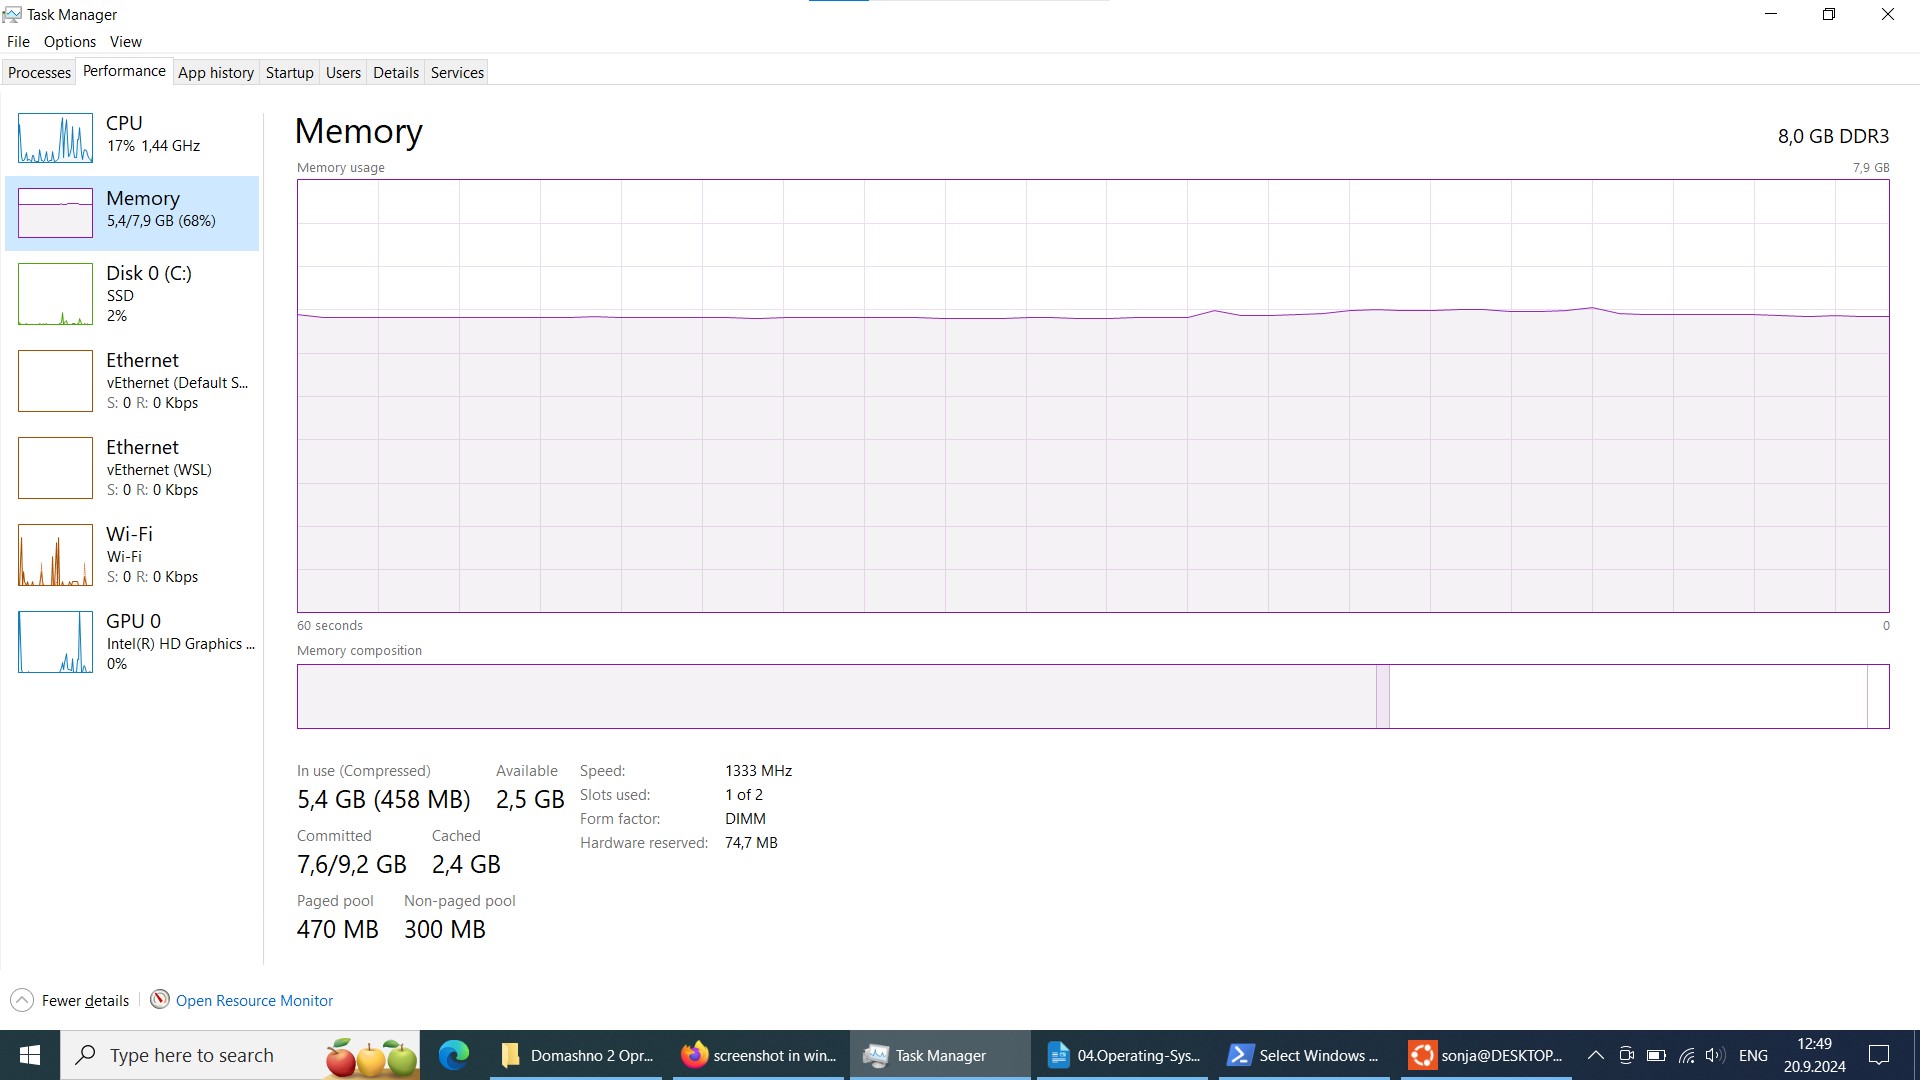 Task Manager
File Options View
Processes Performance App history Startup Users Details Services
CPU
17% 1,44 GHz
Memory
5,4/7,9 GB (68%)
Disk 0 (C:)
SSD
2%
Ethernet
vEthernet (Default S...
S: 0 R: 0 Kbps
Ethernet
vEthernet (WSL)
S: 0 R: 0 Kbps
Wi-Fi
Wi-Fi
S: 0 R: 0 Kbps
GPU 0
Intel(R) HD Graphics ...
0%
Memory 8,0 GB DDR3
Memory usage 7,9 GB
60 seconds 0
Memory composition
In use (Compressed) Available
5,4 GB (458 MB) 2,5 GB
Committed Cached
7,6/9,2 GB 2,4 GB
Paged pool Non-paged pool
470 MB 300 MB
Speed: 1333 MHz
Slots used: 1 of 2
Form factor: DIMM
Hardware reserved: 74,7 MB
Fewer details Open Resource Monitor
Type here to search Domashno 2 Opr... screenshot in win... Task Manager 04.Operating-Sys... Select Windows ... sonja@DESKTOP... ENG
12:49
20.9.2024